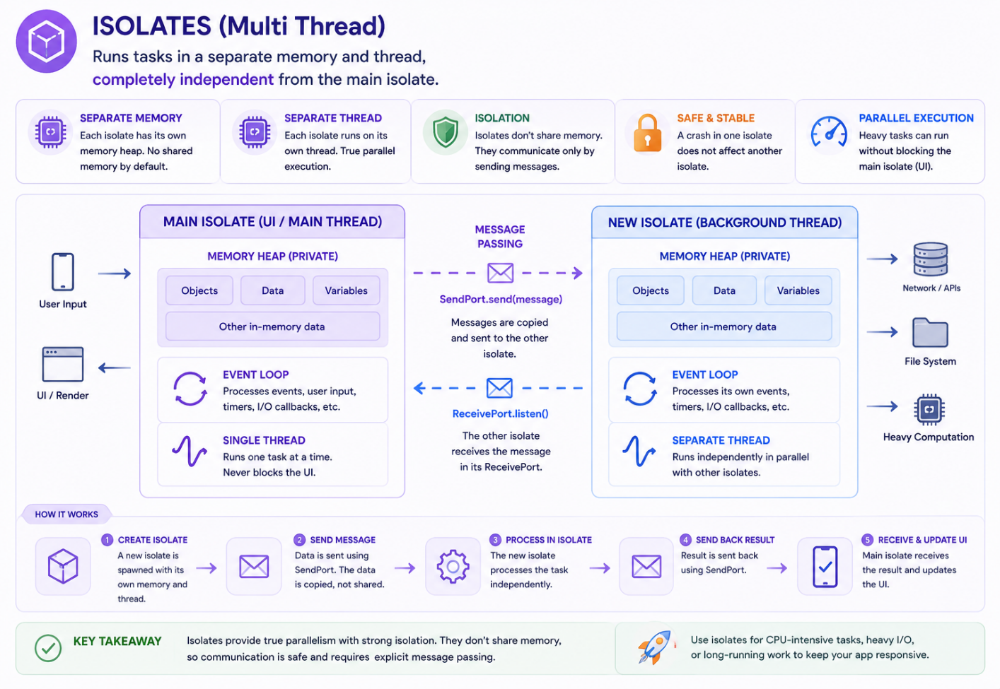 ISOLATES (Multi Thread)
Runs tasks in a separate memory and thread,
completely independent from the main isolate.
SEPARATE MEMORY
Each isolate has its own
memory heap. No shared
memory by default.
SEPARATE THREAD
Each isolate runs on its
own thread. True parallel
execution.
ISOLATION
Isolates don't share memory.
They communicate only by
sending messages.
SAFE & STABLE
A crash in one isolate
does not affect another
isolate.
PARALLEL EXECUTION
Heavy tasks can run
without blocking the
main isolate (UI).
User Input
UI / Render
MAIN ISOLATE (UI / MAIN THREAD)
MEMORY HEAP (PRIVATE)
Objects
Data
Variables
Other in-memory data
EVENT LOOP
Processes events, user input,
timers, I/O callbacks, etc.
SINGLE THREAD
Runs one task at a time.
Never blocks the UI.
MESSAGE
PASSING
SendPort.send(message)
Messages are copied
and sent to the other
isolate.
ReceivePort.listen()
The other isolate
receives the message
in its ReceivePort.
NEW ISOLATE (BACKGROUND THREAD)
MEMORY HEAP (PRIVATE)
Objects
Data
Variables
Other in-memory data
EVENT LOOP
Processes its own events,
timers, I/O callbacks, etc.
SEPARATE THREAD
Runs independently in parallel
with other isolates.
Network / APIs
File System
Heavy Computation
HOW IT WORKS
1 CREATE ISOLATE
A new isolate is
spawned with its
own memory and
thread.
2 SEND MESSAGE
Data is sent using
SendPort. The data
is copied, not shared.
3 PROCESS IN ISOLATE
The new isolate
processes the task
independently.
4 SEND BACK RESULT
Result is sent back
using SendPort.
5 RECEIVE & UPDATE UI
Main isolate receives
the result and updates
the UI.
KEY TAKEAWAY
Isolates provide true parallelism with strong isolation. They don't share memory,
so communication is safe and requires explicit message passing.
Use isolates for CPU-intensive tasks, heavy I/O,
or long-running work to keep your app responsive.